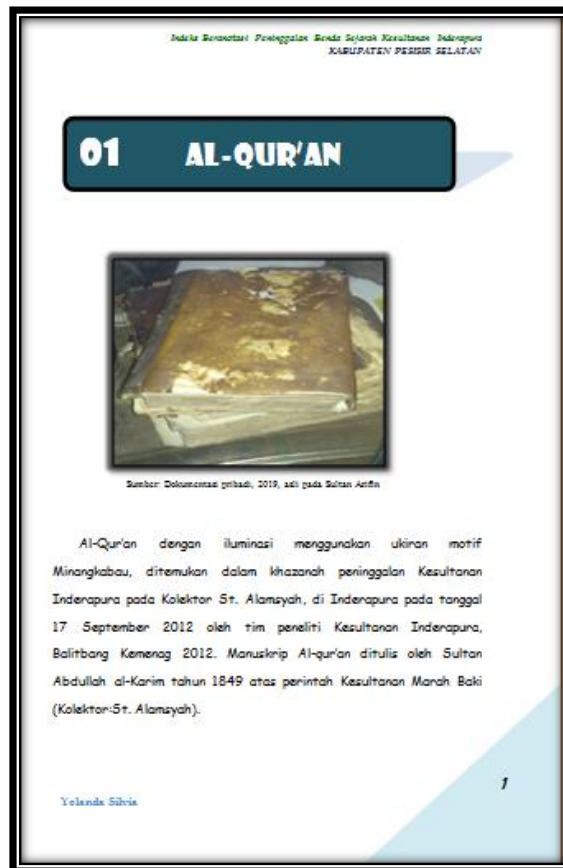 Indeks Beranotasi Peninggalan Benda Sejarah Kesultanan Inderapura
KABUPATEN PESISIR SELATAN
01 AL-QUR'AN
Sumber: Dokumentasi pribadi, 2019, asli pada Sultan Arifin
Al-Qur'an dengan iluminasi menggunakan ukiran motif
Minangkabau, ditemukan dalam khazanah peninggalan Kesultanan
Inderapura pada Kolektor St. Alamsyah, di Inderapura pada tanggal
17 September 2012 oleh tim peneliti Kesultanan Inderapura,
Balitbang Kemenag 2012. Manuskrip Al-qur'an ditulis oleh Sultan
Abdullah al-Karim tahun 1849 atas perintah Kesultanan Marah Baki
(Kolektor:St. Alamsyah).
1
Yolanda Silvia